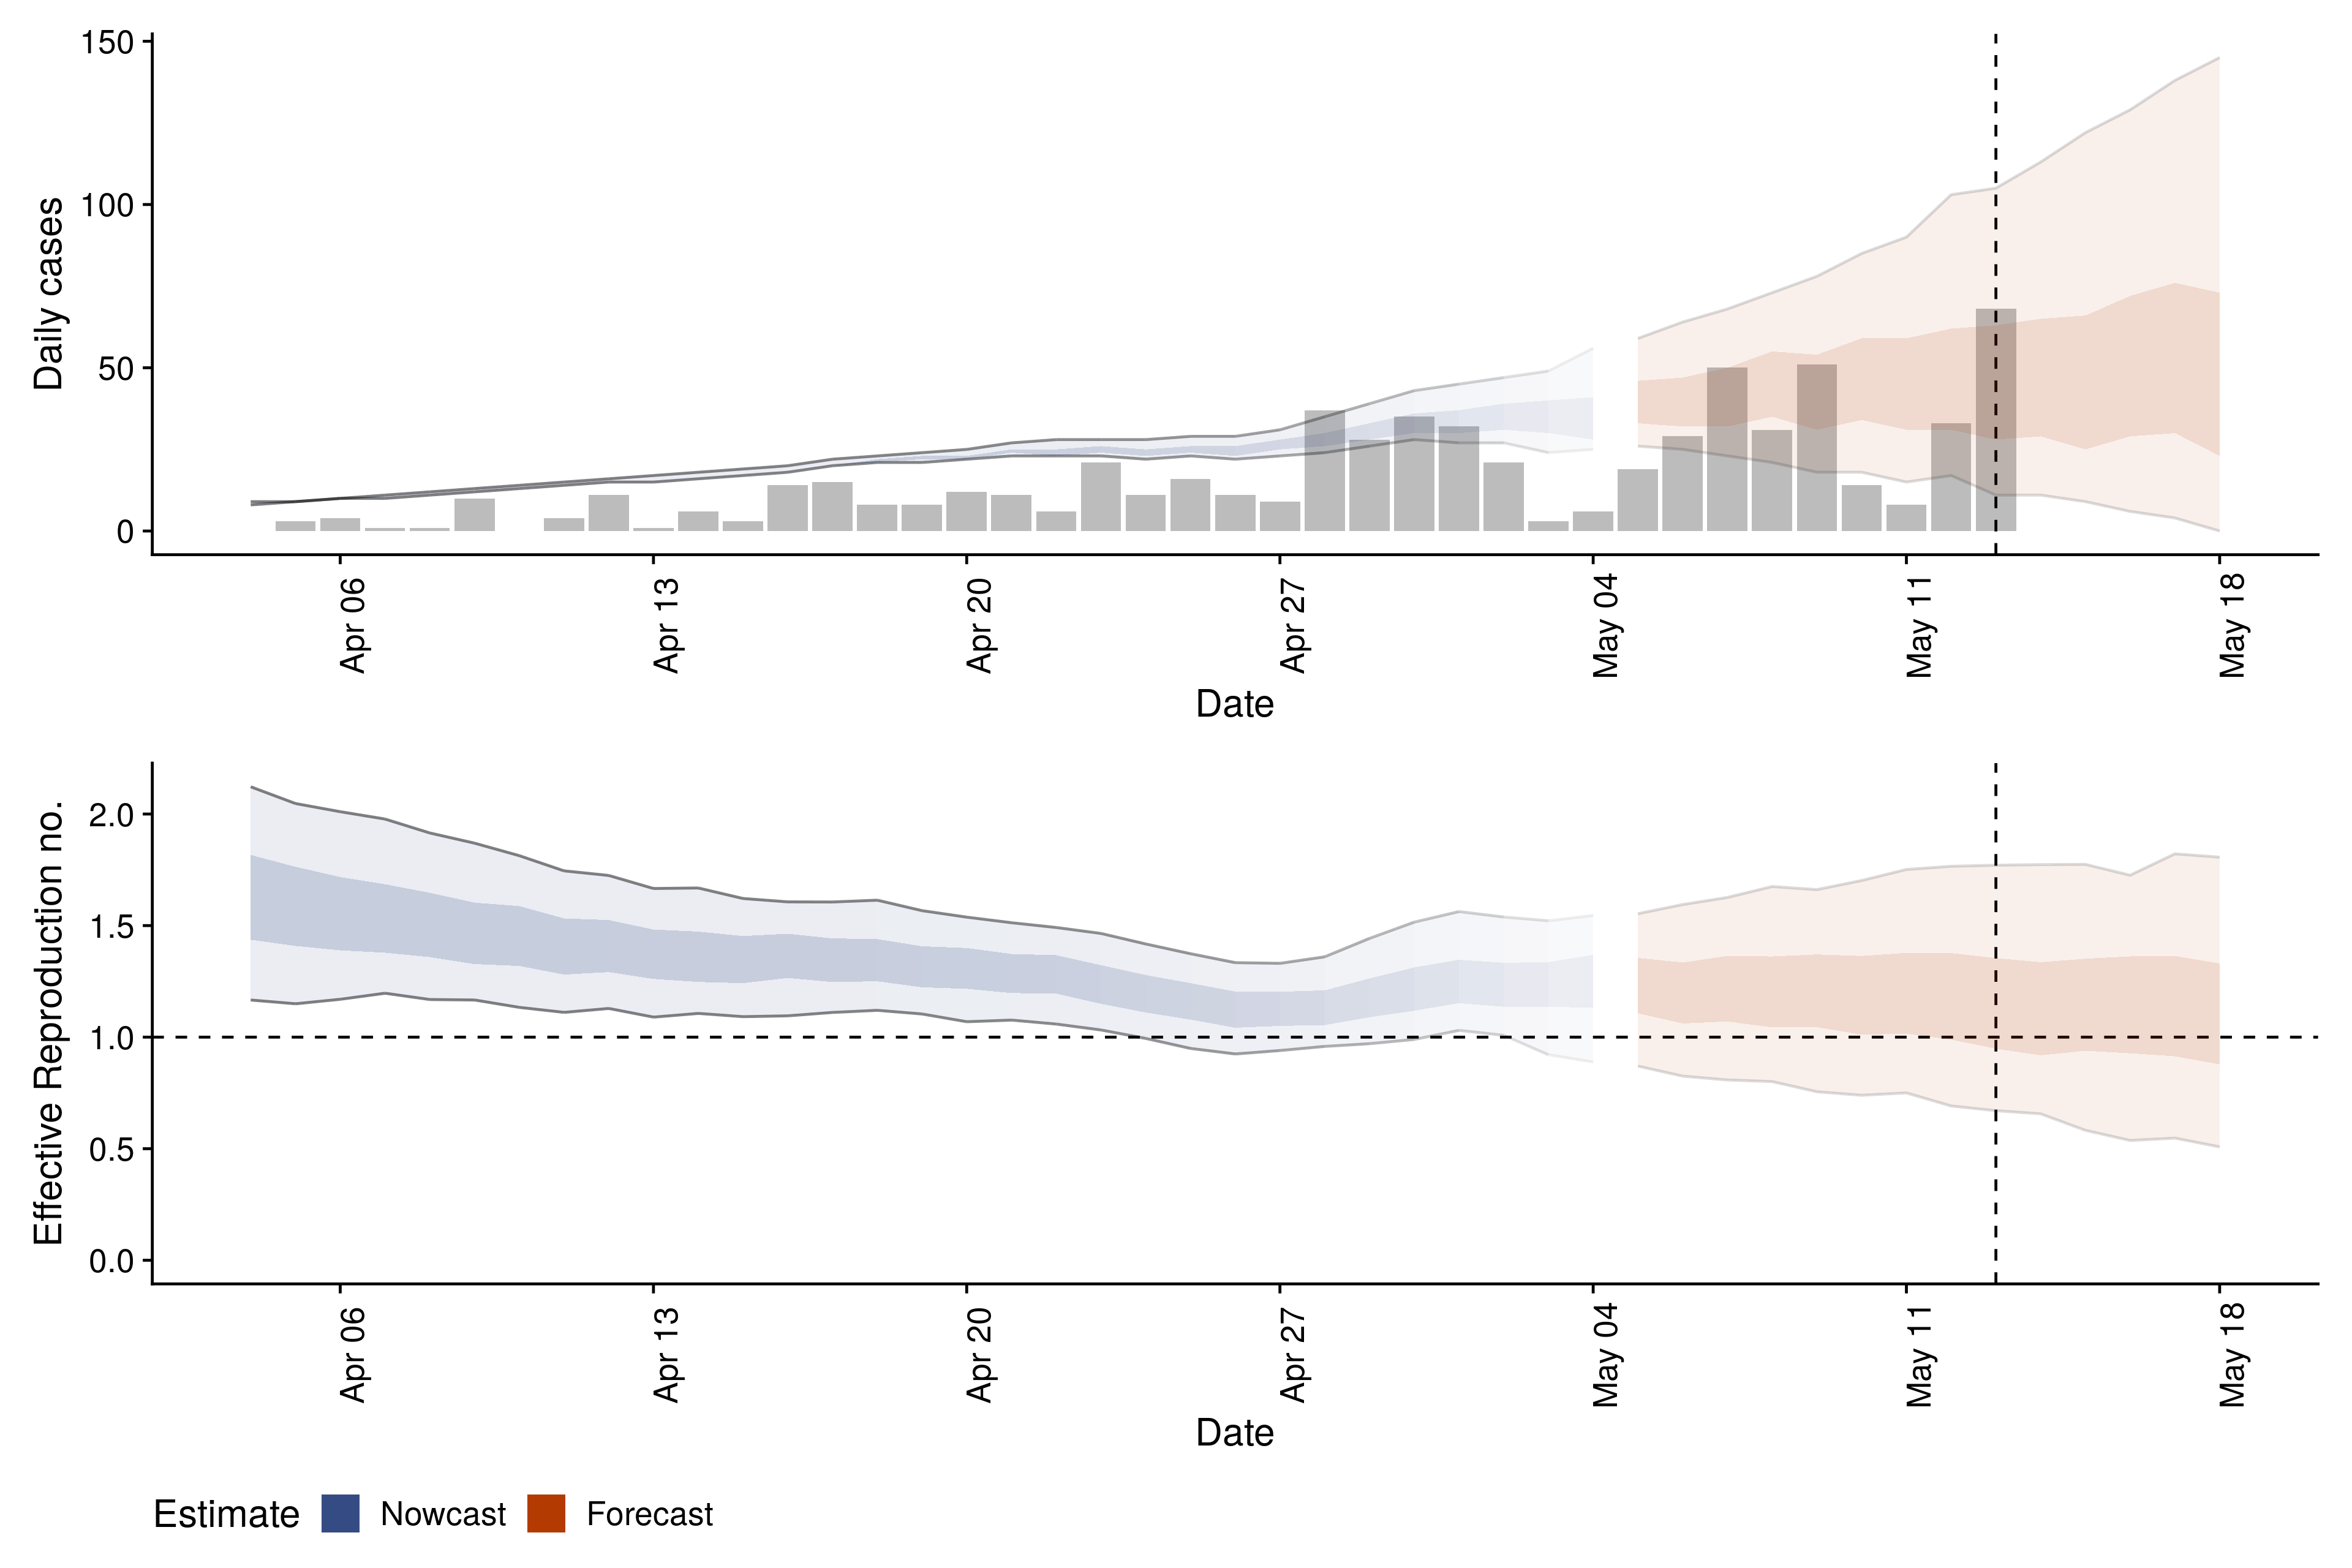 150
100
50
0
Daily cases
Apr 06
Apr 13
Apr 20
Apr 27
May 04
May 11
May 18
Date
2.0
1.5
1.0
0.5
0.0
Effective Reproduction no.
Apr 06
Apr 13
Apr 20
Apr 27
May 04
May 11
May 18
Date
Estimate Nowcast Forecast